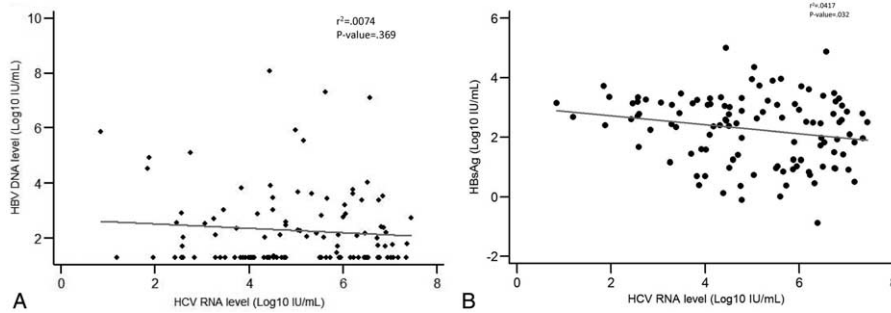 r²=.0074
P-value=.369
10
8
6
4
2
0
HBV DNA level (Log10 IU/mL)
0 2 4 6 8
HCV RNA level (Log10 IU/mL)
A
r²=.0417
P-value=.032
6
4
2
0
-2
HBsAg (Log10 IU/mL)
0 2 4 6 8
HCV RNA level (Log10 IU/mL)
B